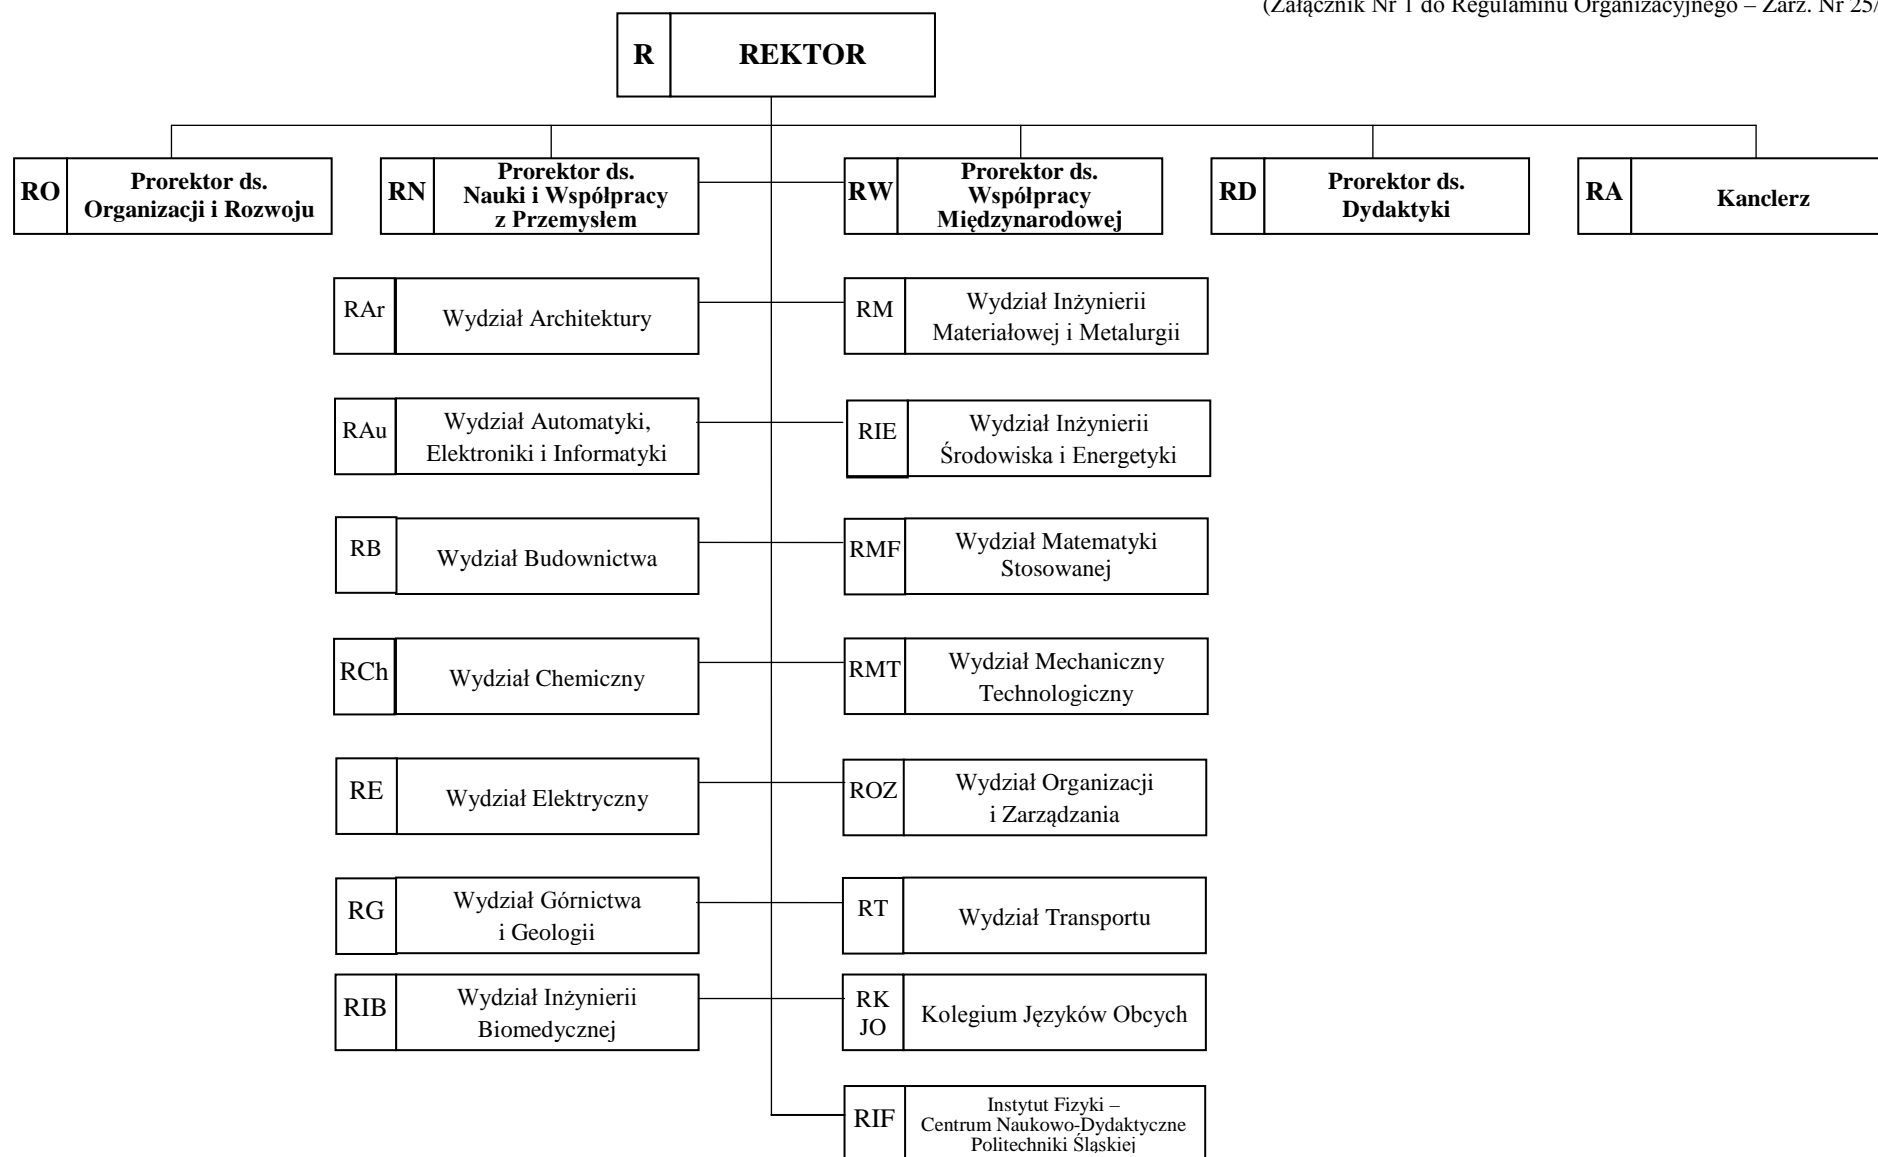 (Załącznik Nr 1 do Regulaminu Organizacyjnego – Zarz. Nr 25/
R
REKTOR
RO
Prorektor ds.
Organizacji i Rozwoju
RN
Prorektor ds.
Nauki i Współpracy
z Przemysłem
RW
Prorektor ds.
Współpracy
Międzynarodowej
RD
Prorektor ds.
Dydaktyki
RA
Kanclerz
RAr
Wydział Architektury
RM
Wydział Inżynierii
Materiałowej i Metalurgii
RAu
Wydział Automatyki,
Elektroniki i Informatyki
RIE
Wydział Inżynierii
Środowiska i Energetyki
RB
Wydział Budownictwa
RMF
Wydział Matematyki
Stosowanej
RCh
Wydział Chemiczny
RMT
Wydział Mechaniczny
Technologiczny
RE
Wydział Elektryczny
ROZ
Wydział Organizacji
i Zarządzania
RG
Wydział Górnictwa
i Geologii
RT
Wydział Transportu
RIB
Wydział Inżynierii
Biomedycznej
RK
JO
Kolegium Języków Obcych
RIF
Instytut Fizyki –
Centrum Naukowo-Dydaktyczne
Politechniki Śląskiej